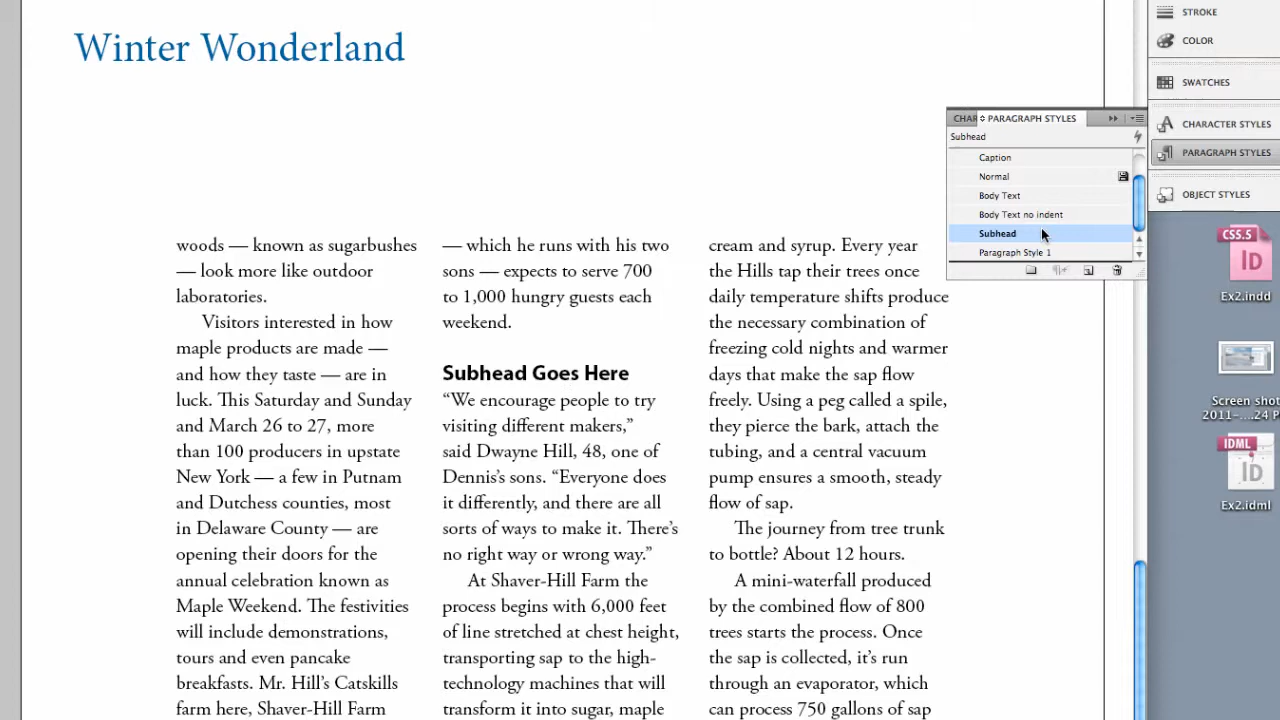 Winter Wonderland
woods — known as sugarbushes
— look more like outdoor
laboratories.
Visitors interested in how
maple products are made —
and how they taste — are in
luck. This Saturday and Sunday
and March 26 to 27, more
than 100 producers in upstate
New York — a few in Putnam
and Dutchess counties, most
in Delaware County — are
opening their doors for the
annual celebration known as
Maple Weekend. The festivities
will include demonstrations,
tours and even pancake
breakfasts. Mr. Hill’s Catskills
farm here, Shaver-Hill Farm
— which he runs with his two
sons — expects to serve 700
to 1,000 hungry guests each
weekend.
Subhead Goes Here
“We encourage people to try
visiting different makers,”
said Dwayne Hill, 48, one of
Dennis’s sons. “Everyone does
it differently, and there are all
sorts of ways to make it. There’s
no right way or wrong way.”
At Shaver-Hill Farm the
process begins with 6,000 feet
of line stretched at chest height,
transporting sap to the high-
technology machines that will
transform it into sugar, maple
cream and syrup. Every year
the Hills tap their trees once
daily temperature shifts produce
the necessary combination of
freezing cold nights and warmer
days that make the sap flow
freely. Using a peg called a spile,
they pierce the bark, attach the
tubing, and a central vacuum
pump ensures a smooth, steady
flow of sap.
The journey from tree trunk
to bottle? About 12 hours.
A mini-waterfall produced
by the combined flow of 800
trees starts the process. Once
the sap is collected, it’s run
through an evaporator, which
can process 750 gallons of sap
CHAR PARAGRAPH STYLES
Subhead
Caption
Normal
Body Text
Body Text no indent
Subhead
Paragraph Style 1
STROKE
COLOR
SWATCHES
CHARACTER STYLES
PARAGRAPH STYLES
OBJECT STYLES
CS5.5
ID
Ex2.indd
Screen shot
2011-....24 P
IDML
ID
Ex2.idml